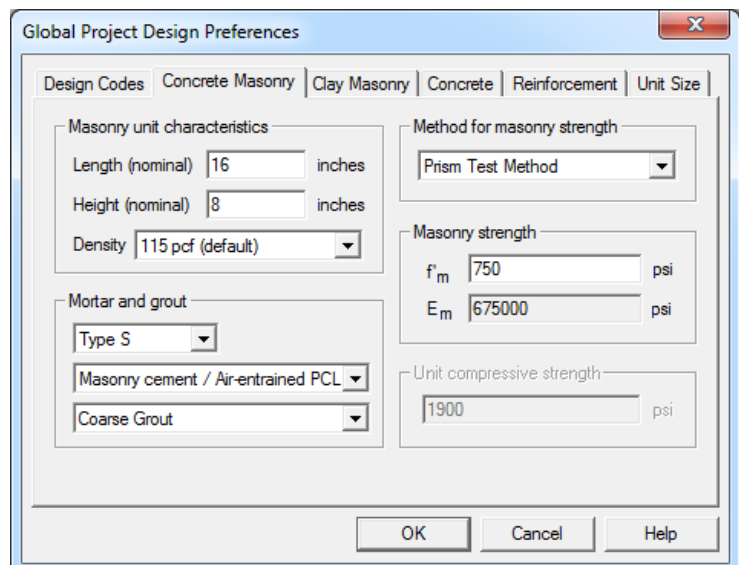 Global Project Design Preferences
Design Codes Concrete Masonry Clay Masonry Concrete Reinforcement Unit Size
Masonry unit characteristics
Length (nominal) 16 inches
Height (nominal) 8 inches
Density 115 pcf (default)
Mortar and grout
Type S
Masonry cement / Air-entrained PCL
Coarse Grout
Method for masonry strength
Prism Test Method
Masonry strength
f'm 750 psi
Em 675000 psi
Unit compressive strength
1900 psi
OK Cancel Help